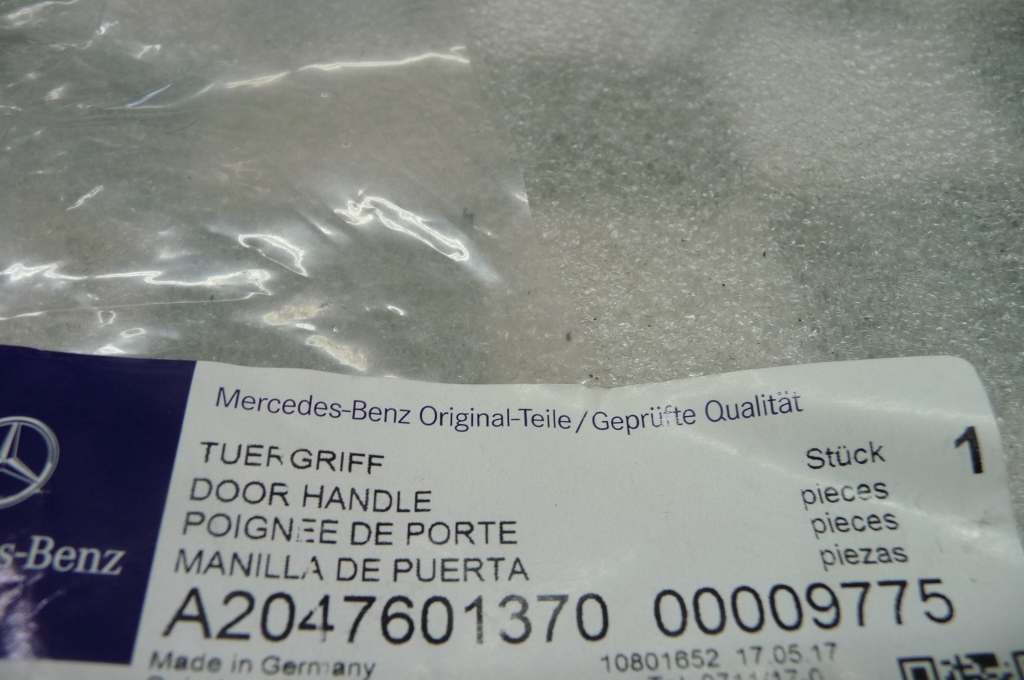 Mercedes-Benz Original-Teile/Geprüfte Qualität
TUERGRIFF
Stück 1
DOOR HANDLE
pieces
POIGNEE DE PORTE
pieces
MANILLA DE PUERTA
piezas
s-Benz
A2047601370 00009775
Made in Germany
10801652 17.05.17